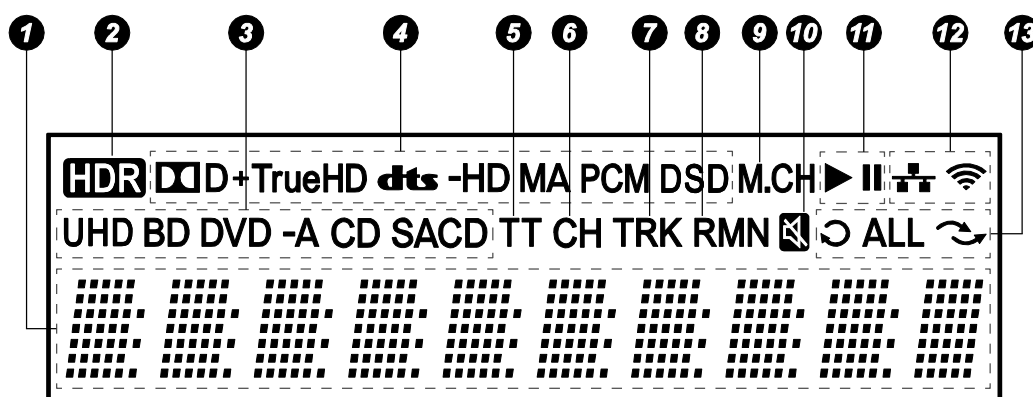 1 2 3 4 5 6 7 8 9 10 11 12 13
HDR D+TrueHD dts -HD MA PCM DSD M.CH
UHD BD DVD -A CD SACD TT CH TRK RMN ALL